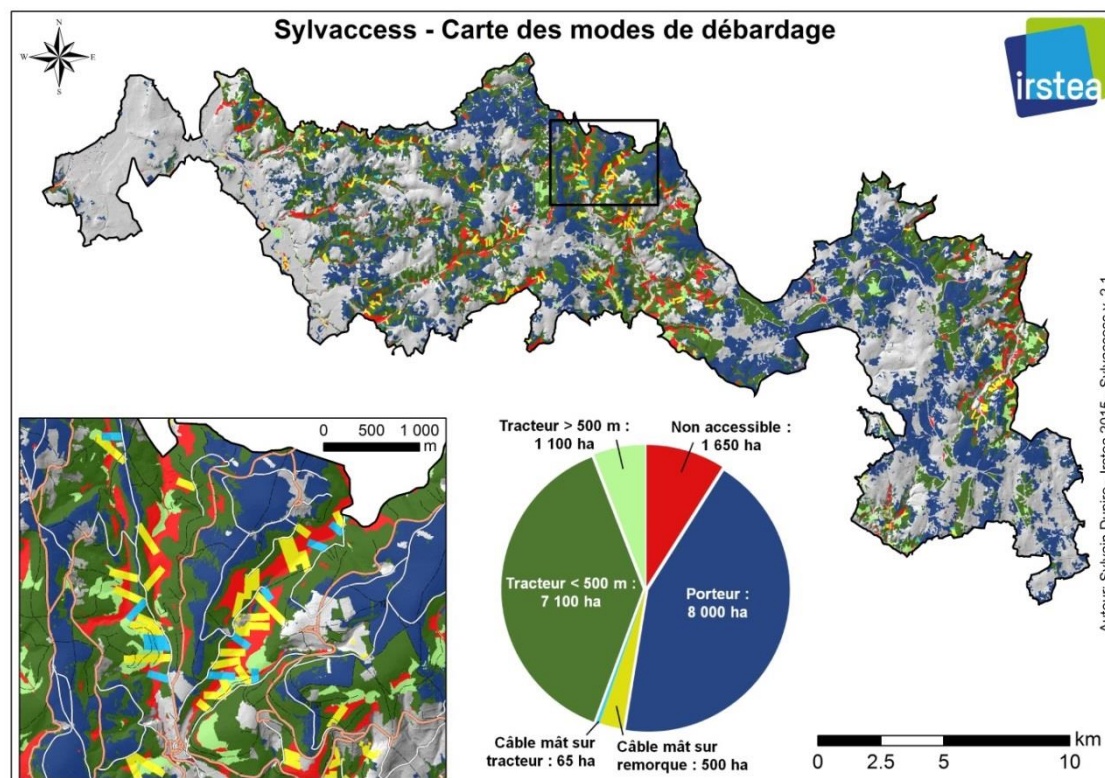 Sylvaccess - Carte des modes de débardage
N
W E
S
irstea
0 500 1 000
m
Tracteur > 500 m :
1 100 ha
Non accessible :
1 650 ha
Tracteur < 500 m :
7 100 ha
Porteur :
8 000 ha
Câble mât sur
tracteur : 65 ha
Câble mât sur
remorque : 500 ha
km
0 2.5 5 10
Auteur: Sylvain Dupire - Irstea 2015 - Sylvaccess v